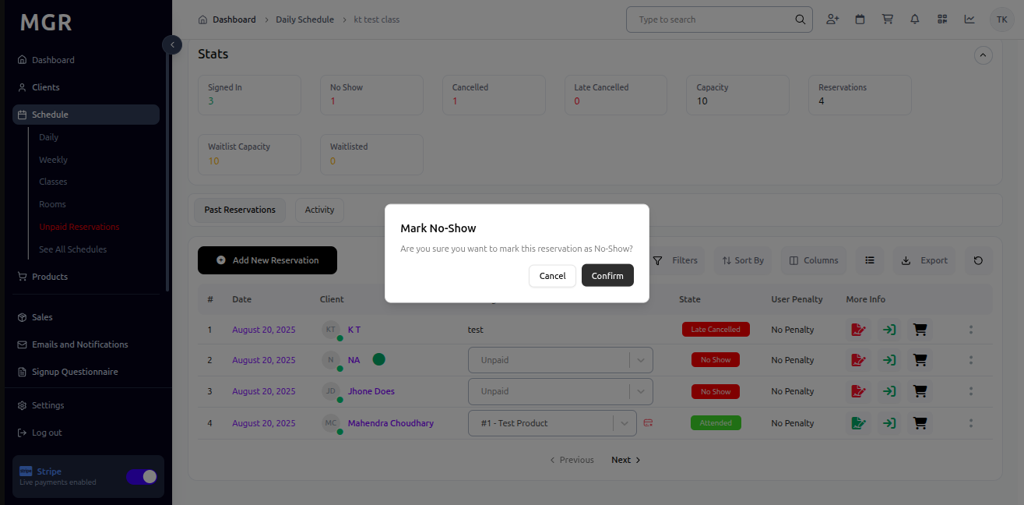 MGR
Dashboard
Clients
Schedule
Daily
Weekly
Classes
Rooms
Unpaid Reservations
See All Schedules
Products
Sales
Emails and Notifications
Signup Questionnaire
Settings
Log out
Stripe
Live payments enabled
Dashboard > Daily Schedule > kt test class
Type to search
TK
Stats
Signed In
3
No Show
1
Cancelled
1
Late Cancelled
0
Capacity
10
Reservations
4
Waitlist Capacity
10
Waitlisted
0
Past Reservations Activity
Mark No-Show
Are you sure you want to mark this reservation as No-Show?
Cancel Confirm
Add New Reservation Filters Sort By Columns Export
# Date Client State User Penalty More Info
1 August 20, 2025 KT K T test Late Cancelled No Penalty
2 August 20, 2025 N NA Unpaid No Show No Penalty
3 August 20, 2025 JD Jhone Does Unpaid No Show No Penalty
4 August 20, 2025 MC Mahendra Choudhary #1 - Test Product Attended No Penalty
Previous Next